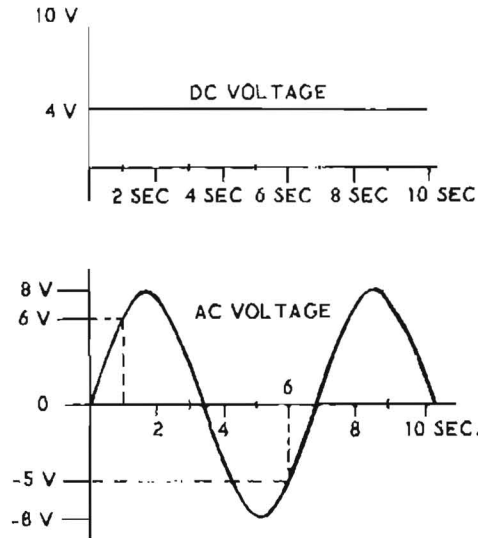 10 V
DC VOLTAGE
4 V
2 SEC 4 SEC 6 SEC 8 SEC 10 SEC
8 V
6 V
AC VOLTAGE
6
0
2 4 8 10 SEC.
-5 V
-8 V